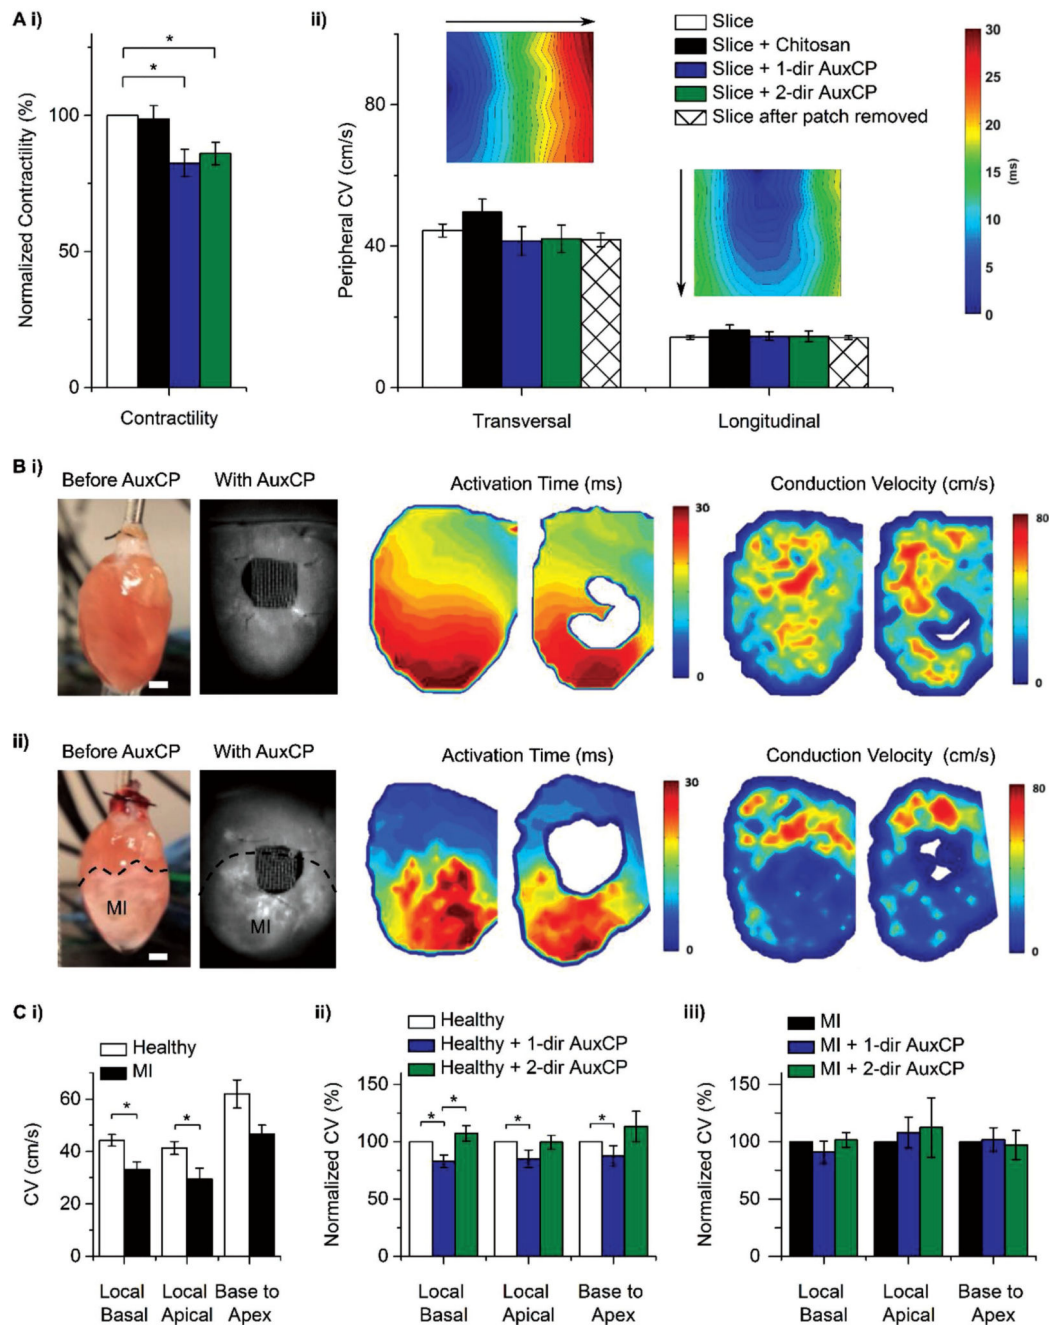 A i)
ii)
Slice
Slice + Chitosan
Slice + 1-dir AuxCP
Slice + 2-dir AuxCP
Slice after patch removed
Normalized Contractility (%)
100
50
0
*
*
Contractility
Peripheral CV (cm/s)
80
40
0
Transversal
Longitudinal
30
25
20
15
10
5
0
(ms)
B i)
Before AuxCP
With AuxCP
Activation Time (ms)
30
0
Conduction Velocity (cm/s)
80
0
ii)
Before AuxCP
With AuxCP
MI
MI
Activation Time (ms)
30
0
Conduction Velocity (cm/s)
80
0
C i)
Healthy
MI
CV (cm/s)
60
40
20
0
*
*
Local Basal
Local Apical
Base to Apex
ii)
Healthy
Healthy + 1-dir AuxCP
Healthy + 2-dir AuxCP
Normalized CV (%)
150
100
50
0
*
*
*
*
Local Basal
Local Apical
Base to Apex
iii)
MI
MI + 1-dir AuxCP
MI + 2-dir AuxCP
Normalized CV (%)
150
100
50
0
Local Basal
Local Apical
Base to Apex